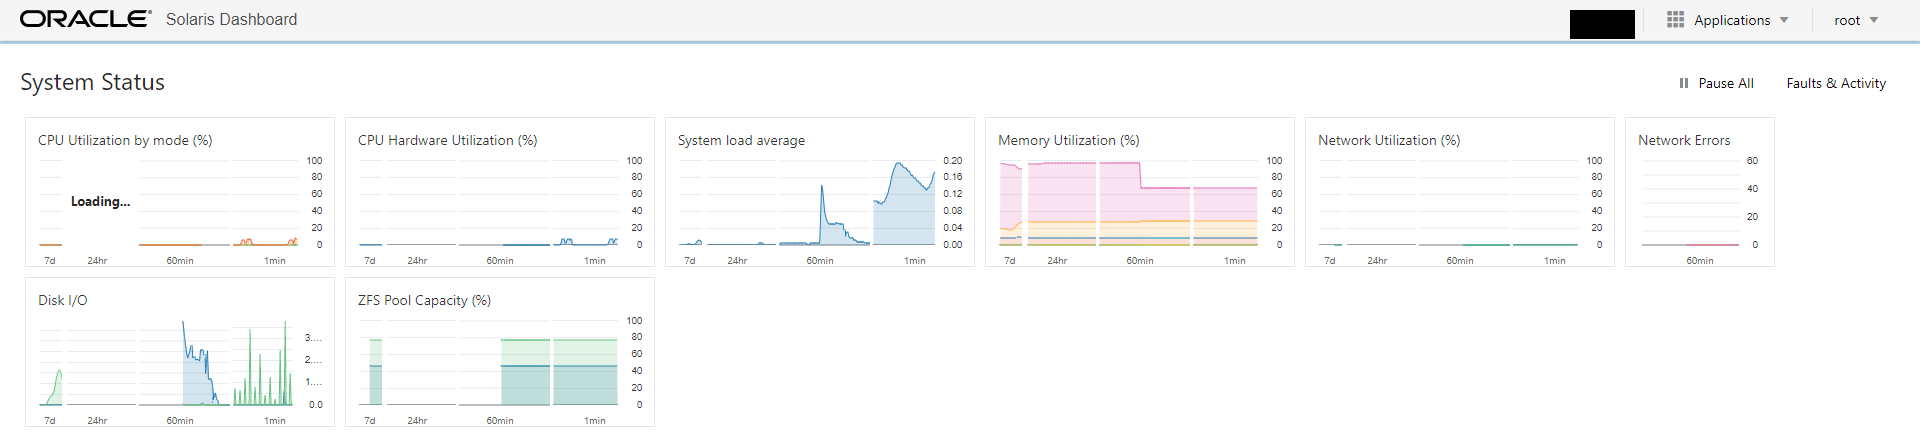 ORACLE® Solaris Dashboard
Applications root
System Status
Pause All Faults & Activity
CPU Utilization by mode (%)
100
80
60
40
20
0
Loading...
7d 24hr 60min 1min
CPU Hardware Utilization (%)
100
80
60
40
20
0
7d 24hr 60min 1min
System load average
0.20
0.16
0.12
0.08
0.04
0.00
7d 24hr 60min 1min
Memory Utilization (%)
100
80
60
40
20
0
7d 24hr 60min 1min
Network Utilization (%)
100
80
60
40
20
0
7d 24hr 60min 1min
Network Errors
60
40
20
0
60min
Disk I/O
3....
2....
1....
0.0
7d 24hr 60min 1min
ZFS Pool Capacity (%)
100
80
60
40
20
0
7d 24hr 60min 1min